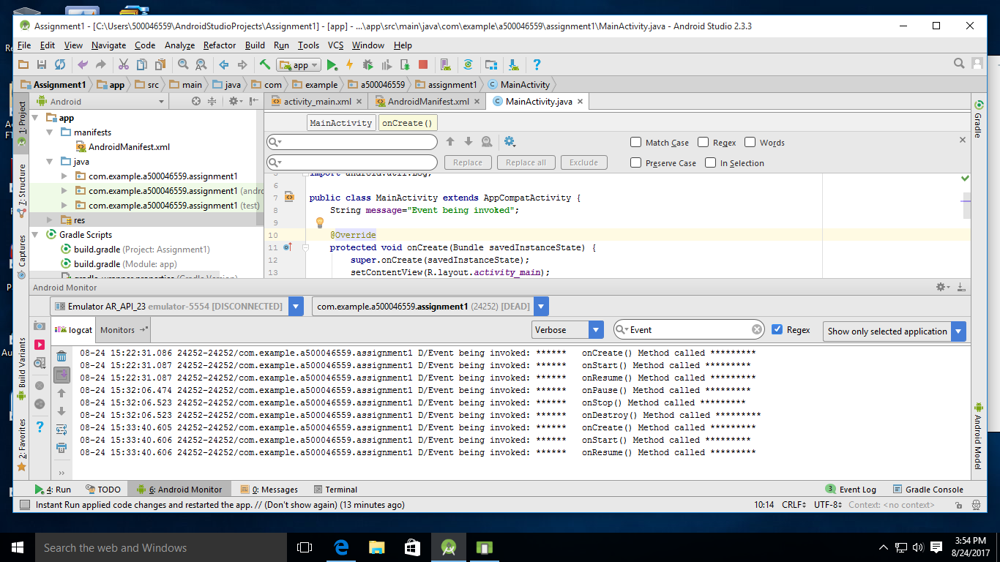 Assignment1 - [C:\Users\500046559\AndroidStudioProjects\Assignment1] - [app] - ...\app\src\main\java\com\example\a500046559\assignment1\MainActivity.java - Android Studio 2.3.3
File Edit View Navigate Code Analyze Refactor Build Run Tools VCS Window Help
app
Assignment1 app src main java com example a500046559 assignment1 MainActivity
1: Project
7: Structure
Captures
Build Variants
2: Favorites
Android
app
manifests
AndroidManifest.xml
java
com.example.a500046559.assignment1
com.example.a500046559.assignment1 (andro
com.example.a500046559.assignment1 (test)
res
Gradle Scripts
build.gradle (Project: Assignment1)
build.gradle (Module: app)
gradle-wrapper.properties (Gradle Version)
activity_main.xml AndroidManifest.xml MainActivity.java
MainActivity onCreate()
Match Case Regex Words
Replace Replace all Exclude Preserve Case In Selection
5 import android.util.Log;
6
7 public class MainActivity extends AppCompatActivity {
8 String message="Event being invoked";
9
10 @Override
11 protected void onCreate(Bundle savedInstanceState) {
12 super.onCreate(savedInstanceState);
13 setContentView(R.layout.activity_main);
Gradle
Android Model
Android Monitor
Emulator AR_API_23 emulator-5554 [DISCONNECTED] com.example.a500046559.assignment1 (24252) [DEAD]
logcat Monitors Verbose Event Regex Show only selected application
08-24 15:22:31.086 24252-24252/com.example.a500046559.assignment1 D/Event being invoked: ****** onCreate() Method called *********
08-24 15:22:31.087 24252-24252/com.example.a500046559.assignment1 D/Event being invoked: ****** onStart() Method called *********
08-24 15:22:31.087 24252-24252/com.example.a500046559.assignment1 D/Event being invoked: ****** onResume() Method called *********
08-24 15:32:06.474 24252-24252/com.example.a500046559.assignment1 D/Event being invoked: ****** onPause() Method called *********
08-24 15:32:06.523 24252-24252/com.example.a500046559.assignment1 D/Event being invoked: ****** onStop() Method called *********
08-24 15:32:06.523 24252-24252/com.example.a500046559.assignment1 D/Event being invoked: ****** onDestroy() Method called *********
08-24 15:33:40.605 24252-24252/com.example.a500046559.assignment1 D/Event being invoked: ****** onCreate() Method called *********
08-24 15:33:40.606 24252-24252/com.example.a500046559.assignment1 D/Event being invoked: ****** onStart() Method called *********
08-24 15:33:40.606 24252-24252/com.example.a500046559.assignment1 D/Event being invoked: ****** onResume() Method called *********
4: Run TODO 6: Android Monitor 0: Messages Terminal 3 Event Log Gradle Console
Instant Run applied code changes and restarted the app. // (Don't show again) (13 minutes ago) 10:14 CRLF UTF-8 Context: <no context>
Search the web and Windows
3:54 PM
8/24/2017